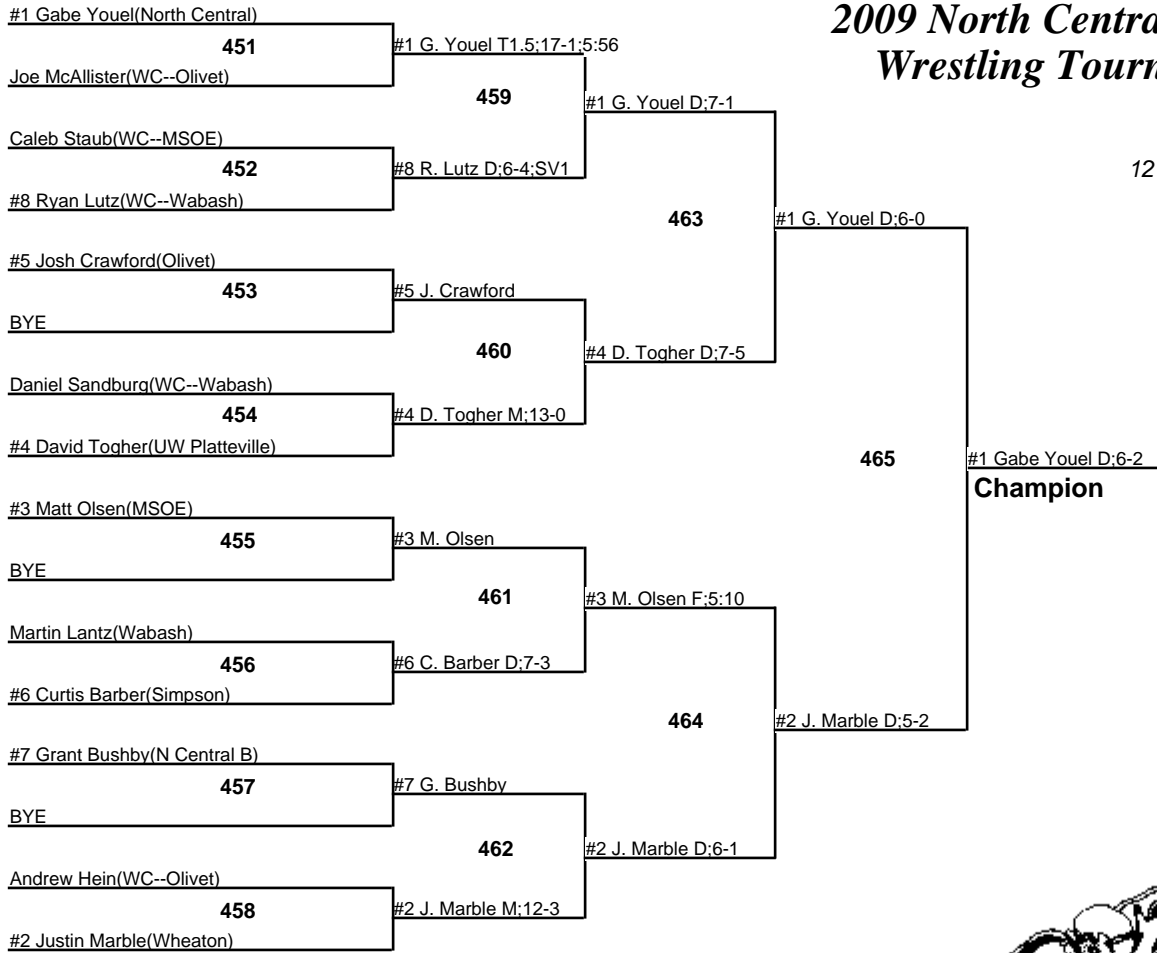 2009 North Centra
Wrestling Tourn
12
#1 Gabe Youel(North Central)
451
Joe McAllister(WC--Olivet)
#1 G. Youel T1.5;17-1;5:56
459
Caleb Staub(WC--MSOE)
452
#8 Ryan Lutz(WC--Wabash)
#8 R. Lutz D;6-4;SV1
#1 G. Youel D;7-1
463
#5 Josh Crawford(Olivet)
453
BYE
#5 J. Crawford
460
Daniel Sandburg(WC--Wabash)
454
#4 David Togher(UW Platteville)
#4 D. Togher M;13-0
#4 D. Togher D;7-5
#1 G. Youel D;6-0
465
#3 Matt Olsen(MSOE)
455
BYE
#3 M. Olsen
461
Martin Lantz(Wabash)
456
#6 Curtis Barber(Simpson)
#6 C. Barber D;7-3
#3 M. Olsen F;5:10
464
#7 Grant Bushby(N Central B)
457
BYE
#7 G. Bushby
462
Andrew Hein(WC--Olivet)
458
#2 Justin Marble(Wheaton)
#2 J. Marble M;12-3
#2 J. Marble D;6-1
#2 J. Marble D;5-2
#1 Gabe Youel D;6-2
Champion